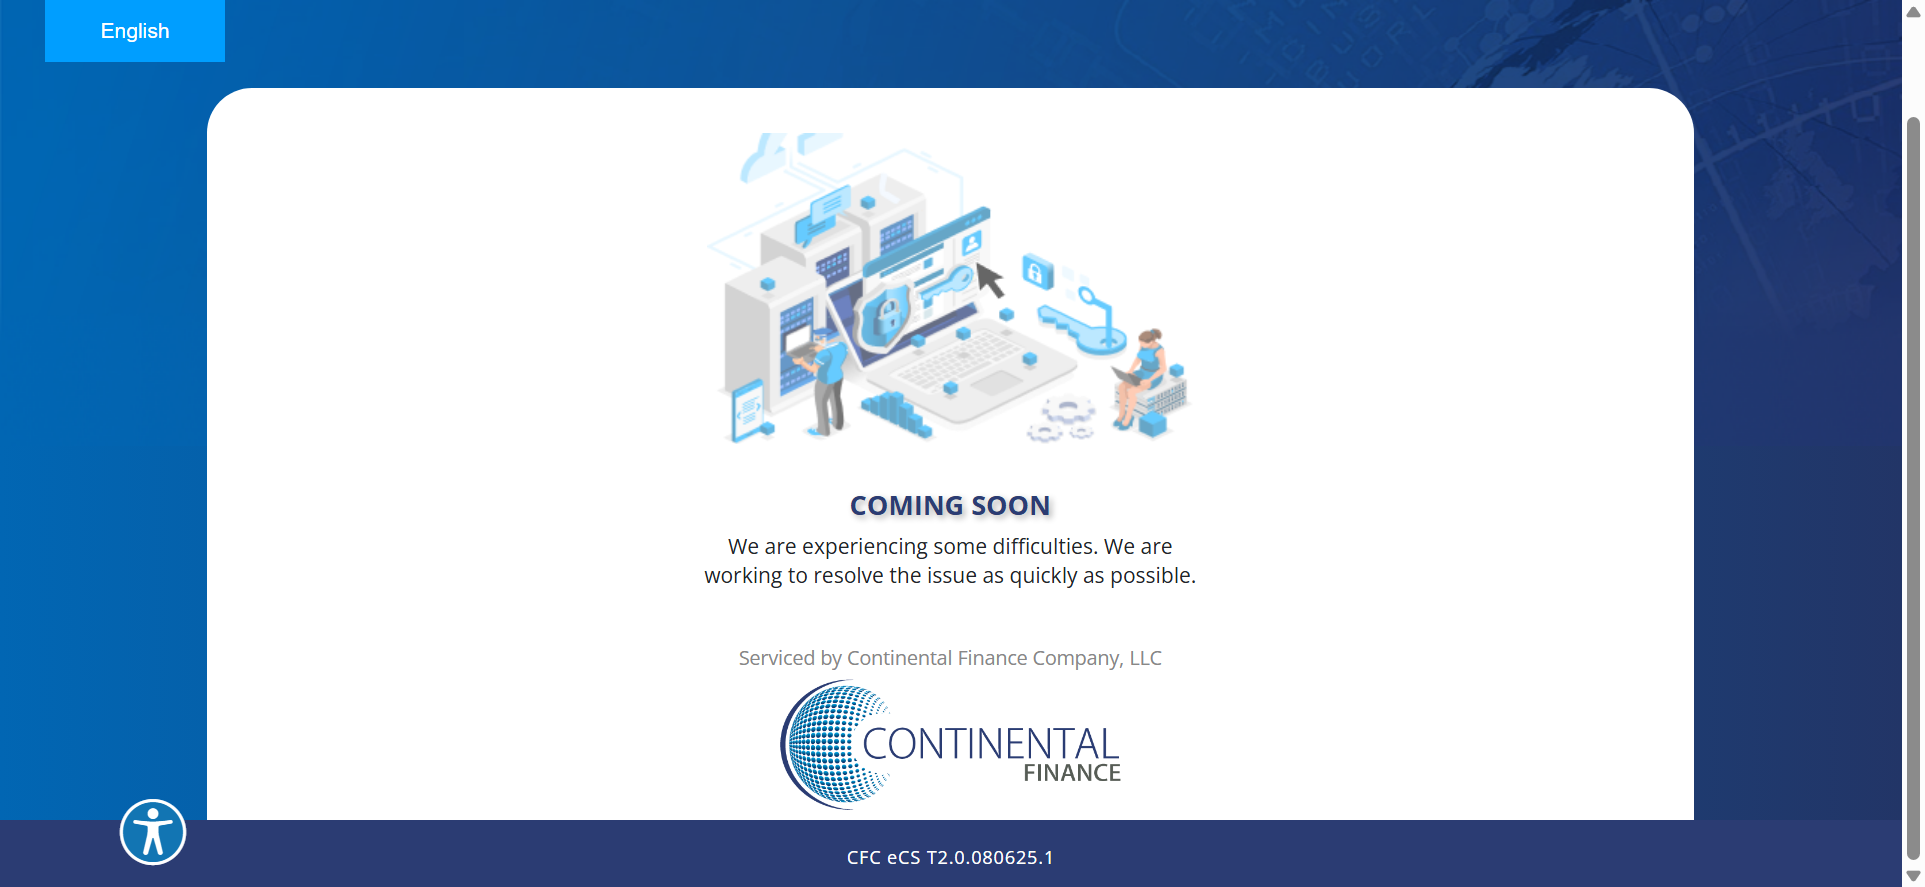 English
COMING SOON
We are experiencing some difficulties. We are
working to resolve the issue as quickly as possible.
Serviced by Continental Finance Company, LLC
CONTINENTAL
FINANCE
CFC eCS T2.0.080625.1